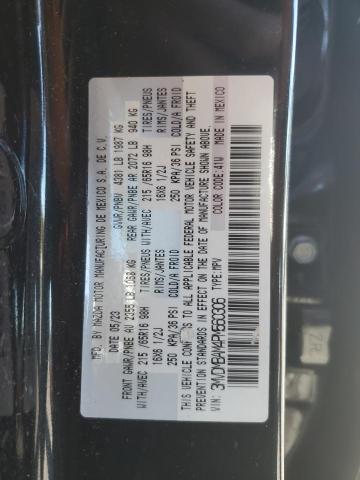 MFD. BY MAZDA MOTOR MANUFACTURING DE MEXICO S.A. DE C.V.
DATE 05/23 GVWR/PNBV 4381 LB 1987 KG
FRONT GAWR/PNBE AV 2355 LB 1068 KG REAR GAWR/PNBE AR 2072 LB 940 KG
WITH/AVEC 215 /65R16 98H TIRES/PNEUS WITH/AVEC 215 /65R16 98H TIRES/PNEUS
16X6 1/2J RIMS/JANTES 16X6 1/2J RIMS/JANTES
250 KPA/36 PSI COLD/A FROID 250 KPA/36 PSI COLD/A FROID
THIS VEHICLE TO ALL APPLICABLE FEDERAL MOTOR VEHICLE SAFETY AND THEFT
PREVENTION STANDARDS IN EFFECT ON THE DATE OF MANUFACTURE SHOWN ABOVE.
VIN: TYPE:MPV COLOR CODE: 41W MADE IN MEXICO
ZR